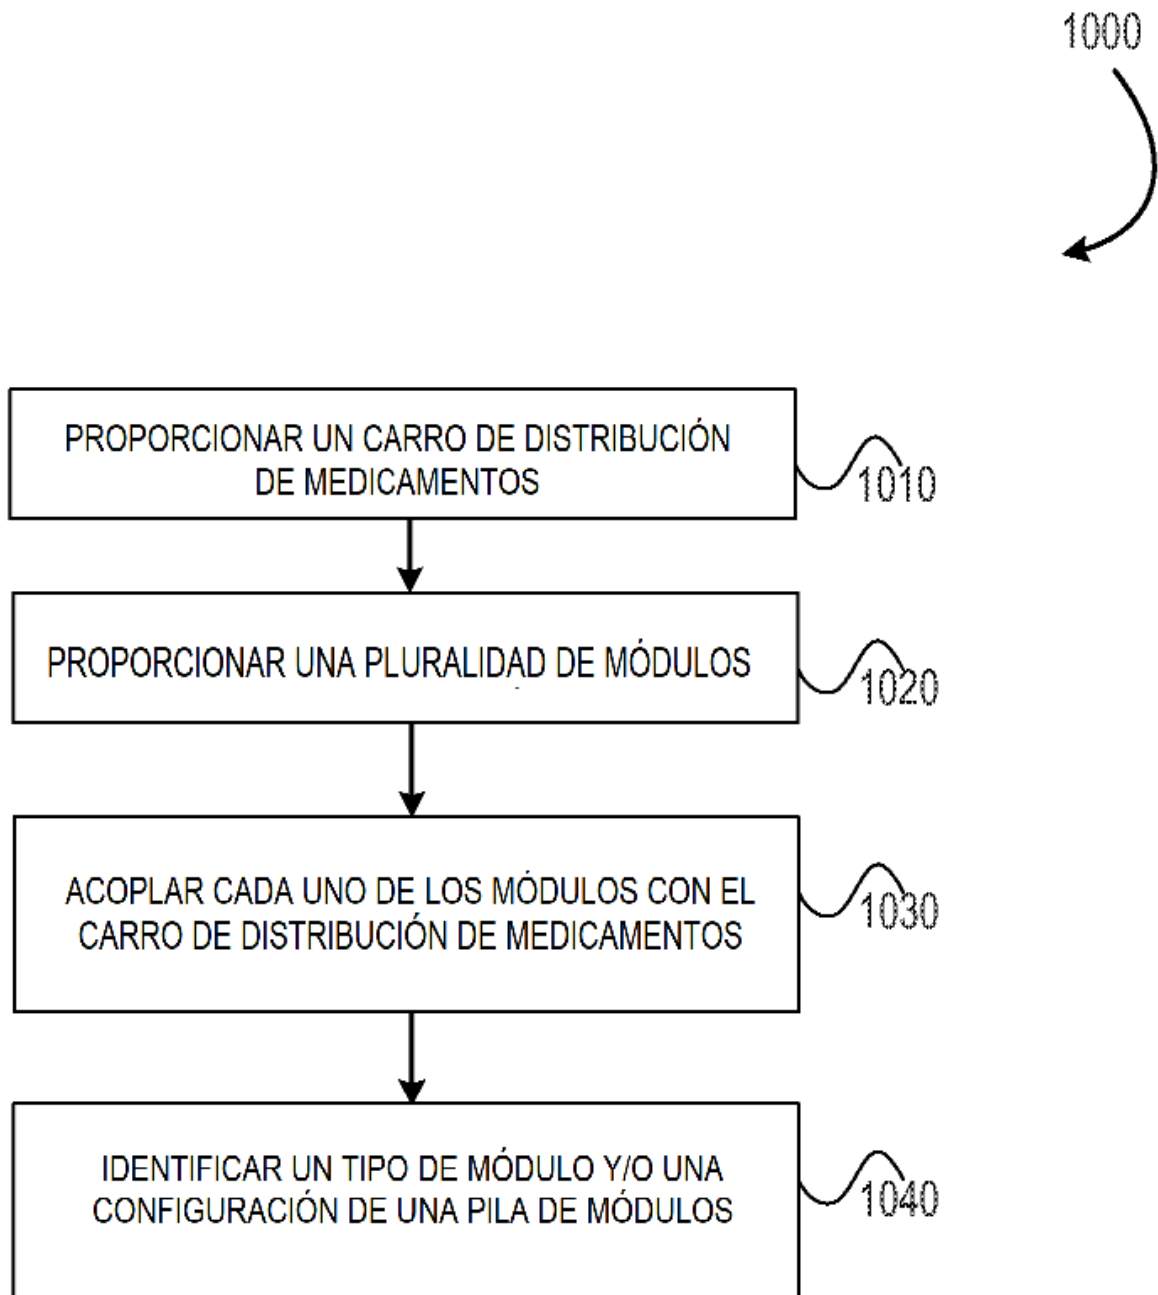 1000
PROPORCIONAR UN CARRO DE DISTRIBUCIÓN
DE MEDICAMENTOS
1010
PROPORCIONAR UNA PLURALIDAD DE MÓDULOS
1020
ACOPLAR CADA UNO DE LOS MÓDULOS CON EL
CARRO DE DISTRIBUCIÓN DE MEDICAMENTOS
1030
IDENTIFICAR UN TIPO DE MÓDULO Y/O UNA
CONFIGURACIÓN DE UNA PILA DE MÓDULOS
1040